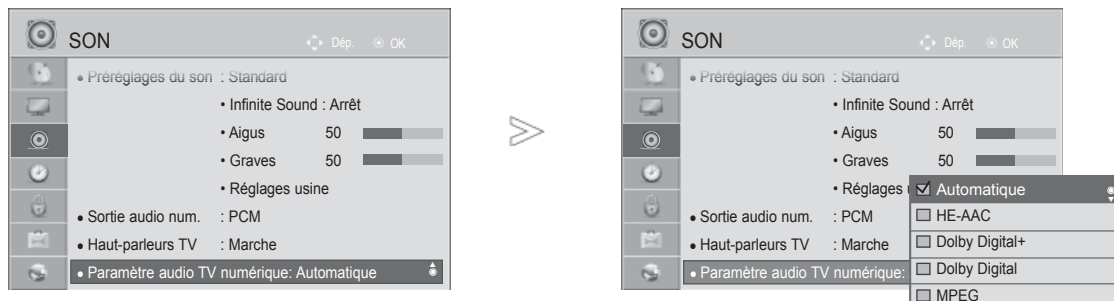 SON Dép. OK
• Préréglages du son : Standard
• Infinite Sound : Arrêt
• Aigus 50
• Graves 50
• Réglages usine
• Sortie audio num. : PCM
• Haut-parleurs TV : Marche
• Paramètre audio TV numérique: Automatique
SON Dép. OK
• Préréglages du son : Standard
• Infinite Sound : Arrêt
• Aigus 50
• Graves 50
• Réglages
• Sortie audio num. : PCM
• Haut-parleurs TV : Marche
• Paramètre audio TV numérique:
Automatique
HE-AAC
Dolby Digital+
Dolby Digital
MPEG